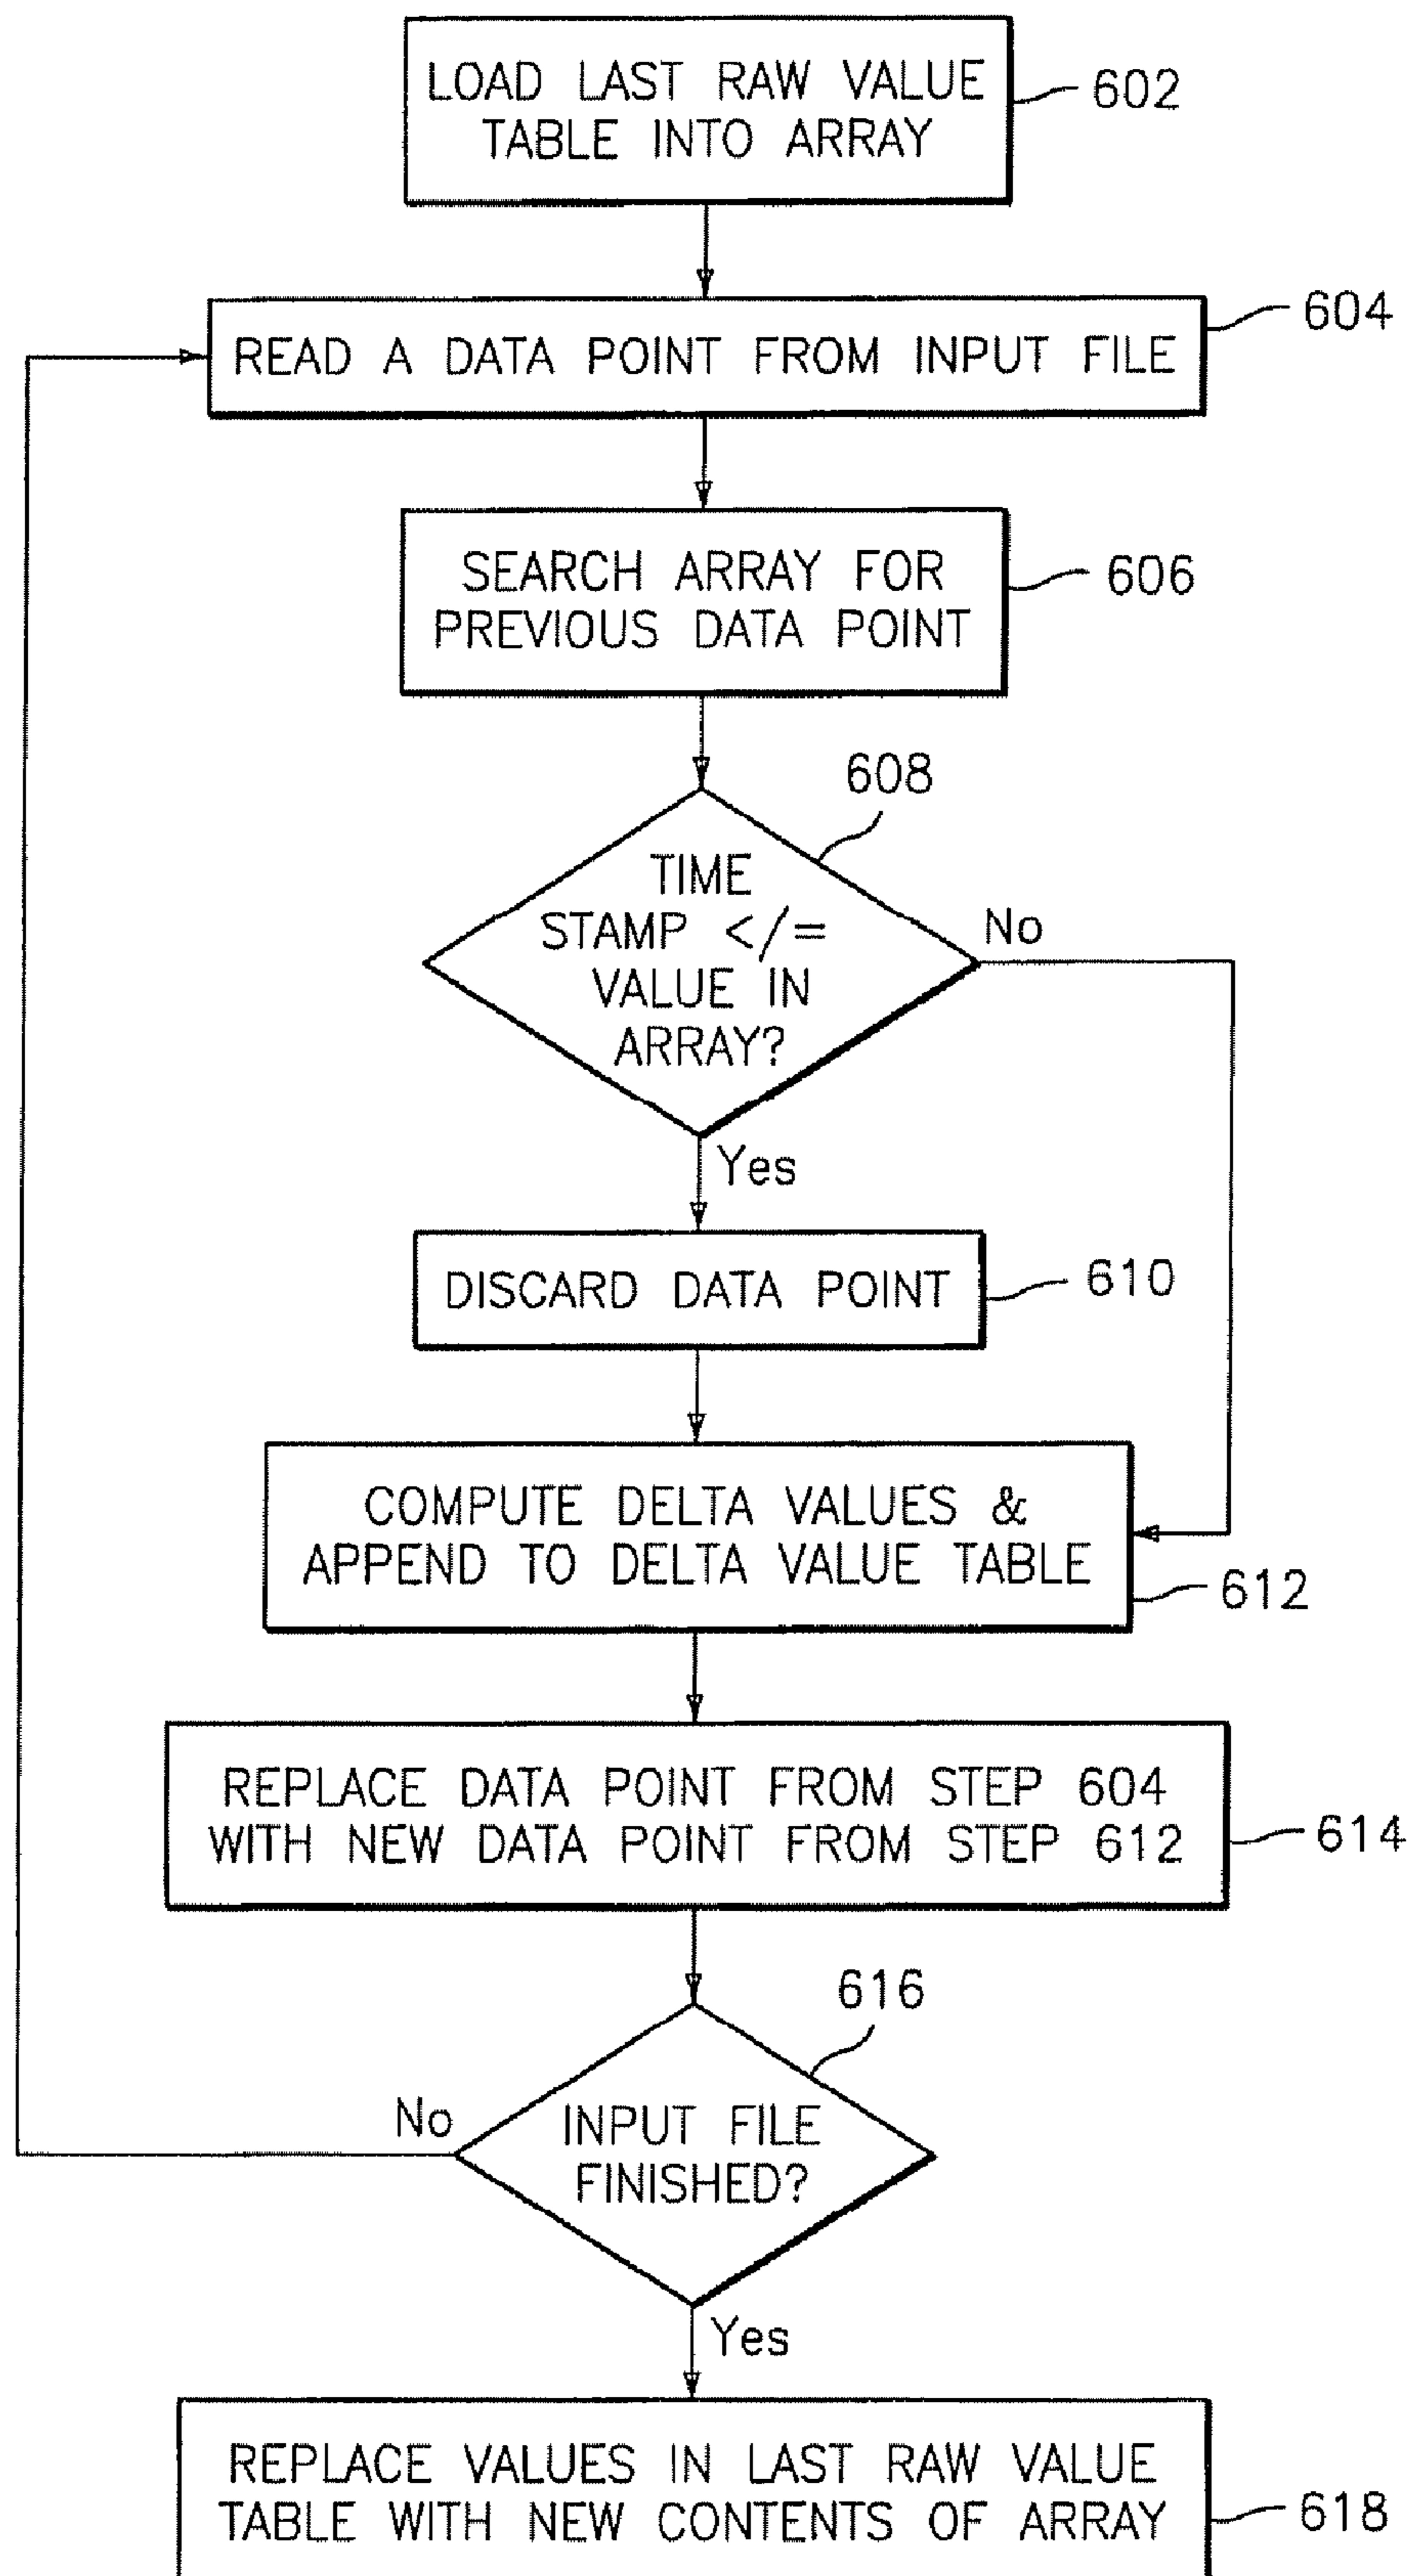 LOAD LAST RAW VALUE
TABLE INTO ARRAY
602
READ A DATA POINT FROM INPUT FILE
604
SEARCH ARRAY FOR
PREVIOUS DATA POINT
606
608
TIME
STAMP </=
VALUE IN
ARRAY?
No
Yes
DISCARD DATA POINT
610
COMPUTE DELTA VALUES &
APPEND TO DELTA VALUE TABLE
612
REPLACE DATA POINT FROM STEP 604
WITH NEW DATA POINT FROM STEP 612
614
616
INPUT FILE
FINISHED?
No
Yes
REPLACE VALUES IN LAST RAW VALUE
TABLE WITH NEW CONTENTS OF ARRAY
618